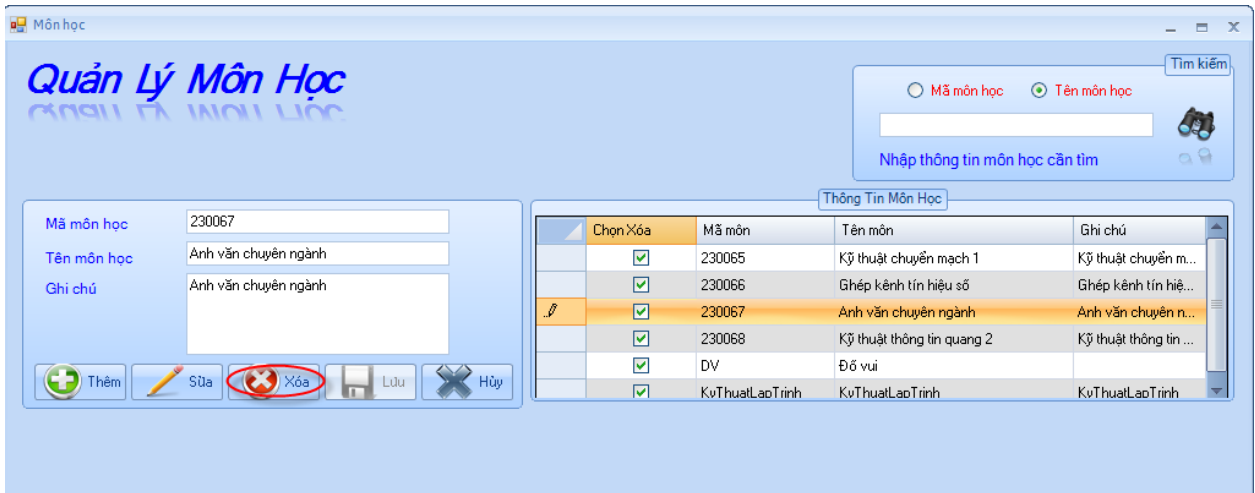 Môn học
Quản Lý Môn Học
Tìm kiếm
Mã môn học Tên môn học
Nhập thông tin môn học cần tìm
Mã môn học 230067
Tên môn học Anh văn chuyên ngành
Ghi chú Anh văn chuyên ngành
Thêm Sửa Xóa Lưu Hủy
Thông Tin Môn Học
Chọn Xóa Mã môn Tên môn Ghi chú
230065 Kỹ thuật chuyển mạch 1 Kỹ thuật chuyển m...
230066 Ghép kênh tín hiệu số Ghép kênh tín hiệ...
230067 Anh văn chuyên ngành Anh văn chuyên n...
230068 Kỹ thuật thông tin quang 2 Kỹ thuật thông tin ...
DV Đố vui
KyThuatLapTrinh KyThuatLapTrinh KyThuatLapTrinh